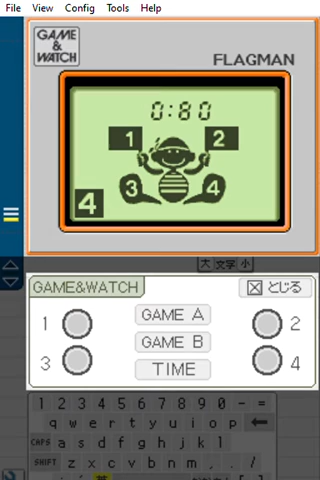 File View Config Tools Help
GAME
&
WATCH
FLAGMAN
0:80
1 2
3 4
4
大 文字 小
GAME&WATCH とじる
1 GAME A 2
GAME B
3 TIME 4
1 2 3 4 5 6 7 8 9 0 - =
q w e r t y u i o p
CAPS a s d f g h j k l
SHIFT z x c v b n m , . /